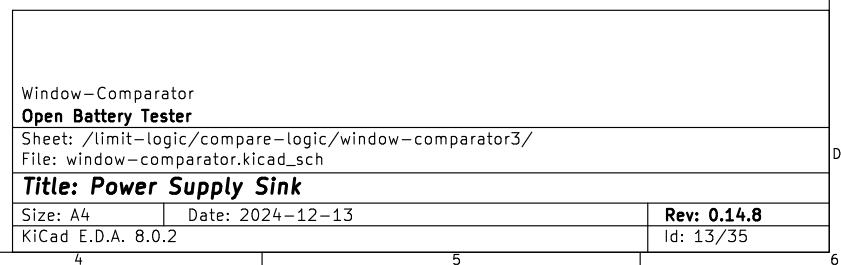 Window-Comparator
Open Battery Tester
Sheet: /limit-logic/compare-logic/window-comparator3/
File: window-comparator.kicad_sch
D
Title: Power Supply Sink
Size: A4 Date: 2024-12-13 Rev: 0.14.8
KiCad E.D.A. 8.0.2 Id: 13/35
4 5 6